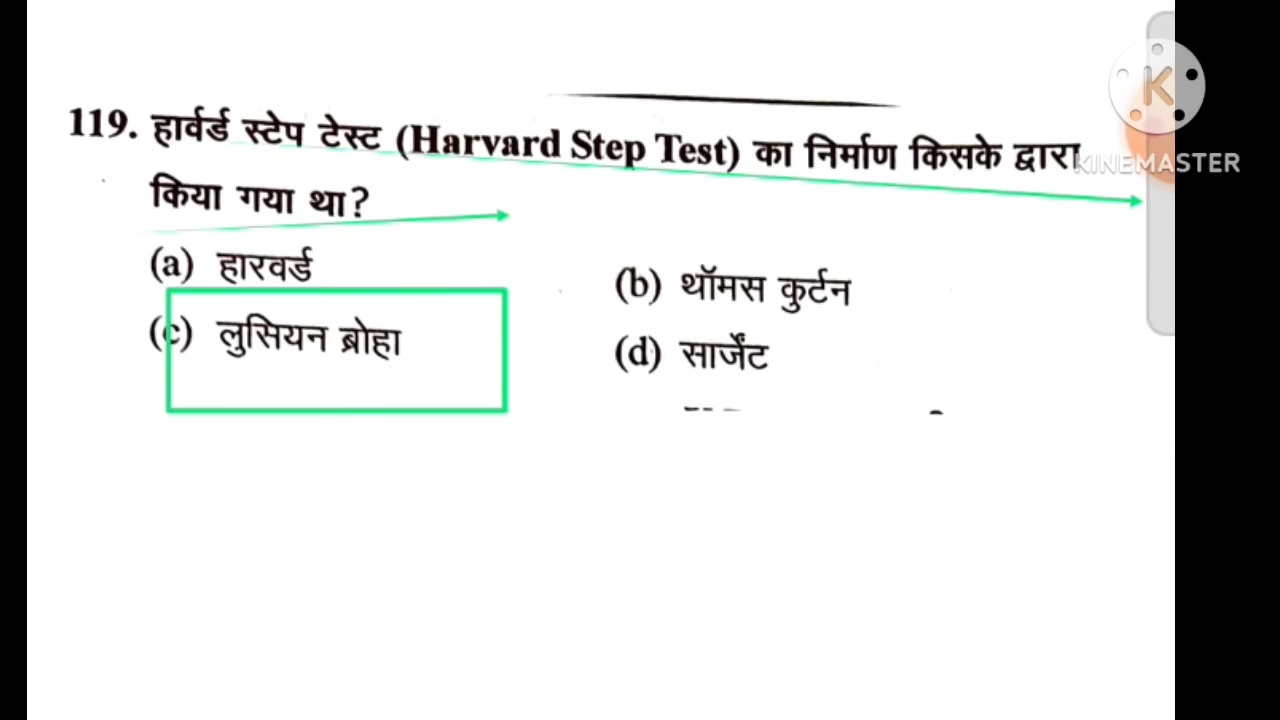 119. हार्वर्ड स्टेप टेस्ट (Harvard Step Test) का निर्माण किसके द्वारा
KINEMASTER
किया गया था?
(a) हारवर्ड
(b) थॉमस कुर्टन
(c) लुसियन ब्रोहा
(d) सार्जेंट